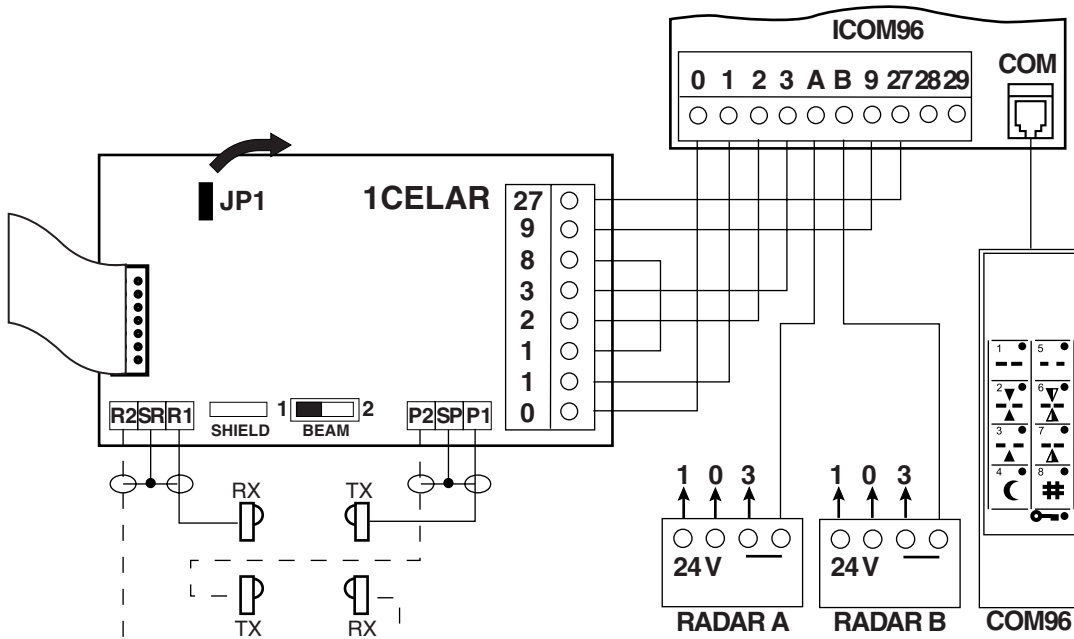 ICOM96
COM
0 1 2 3 A B 9 27 28 29
JP1
1CELAR
27
9
8
3
2
1
1
0
R2 SR R1
SHIELD
1 2
BEAM
P2 SP P1
RX TX
TX RX
1 0 3
24 V
RADAR A
1 0 3
24 V
RADAR B
1 5
2 6
3 7
4 8
COM96